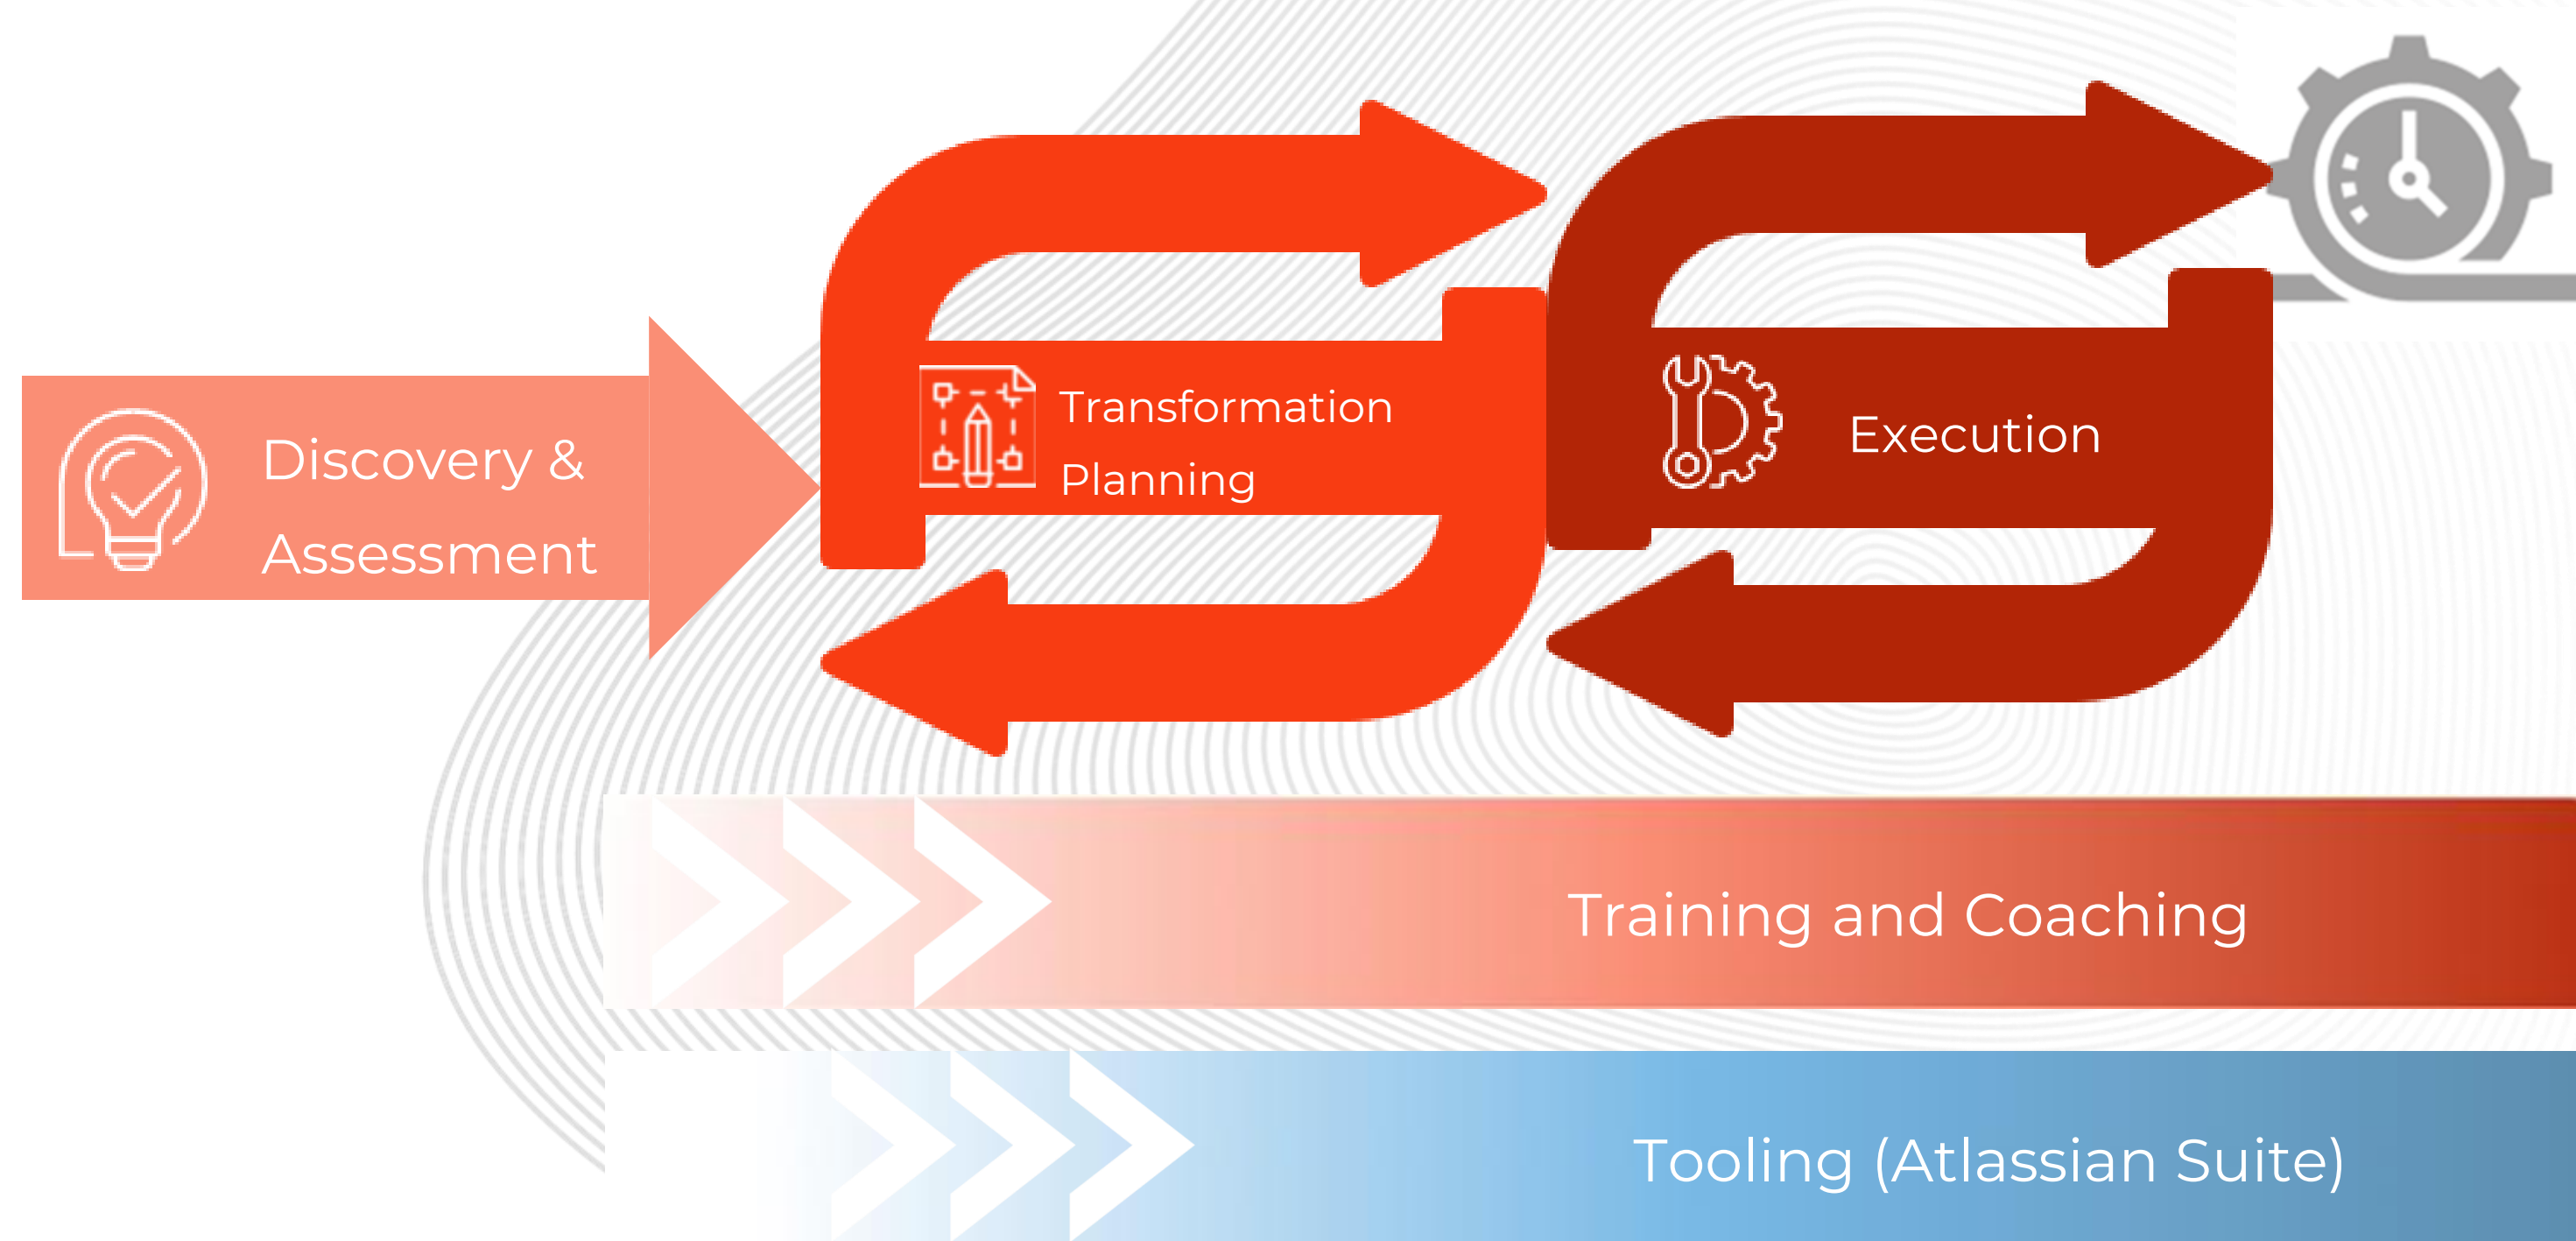 Discovery &
Assessment
Transformation
Planning
Execution
Training and Coaching
Tooling (Atlassian Suite)